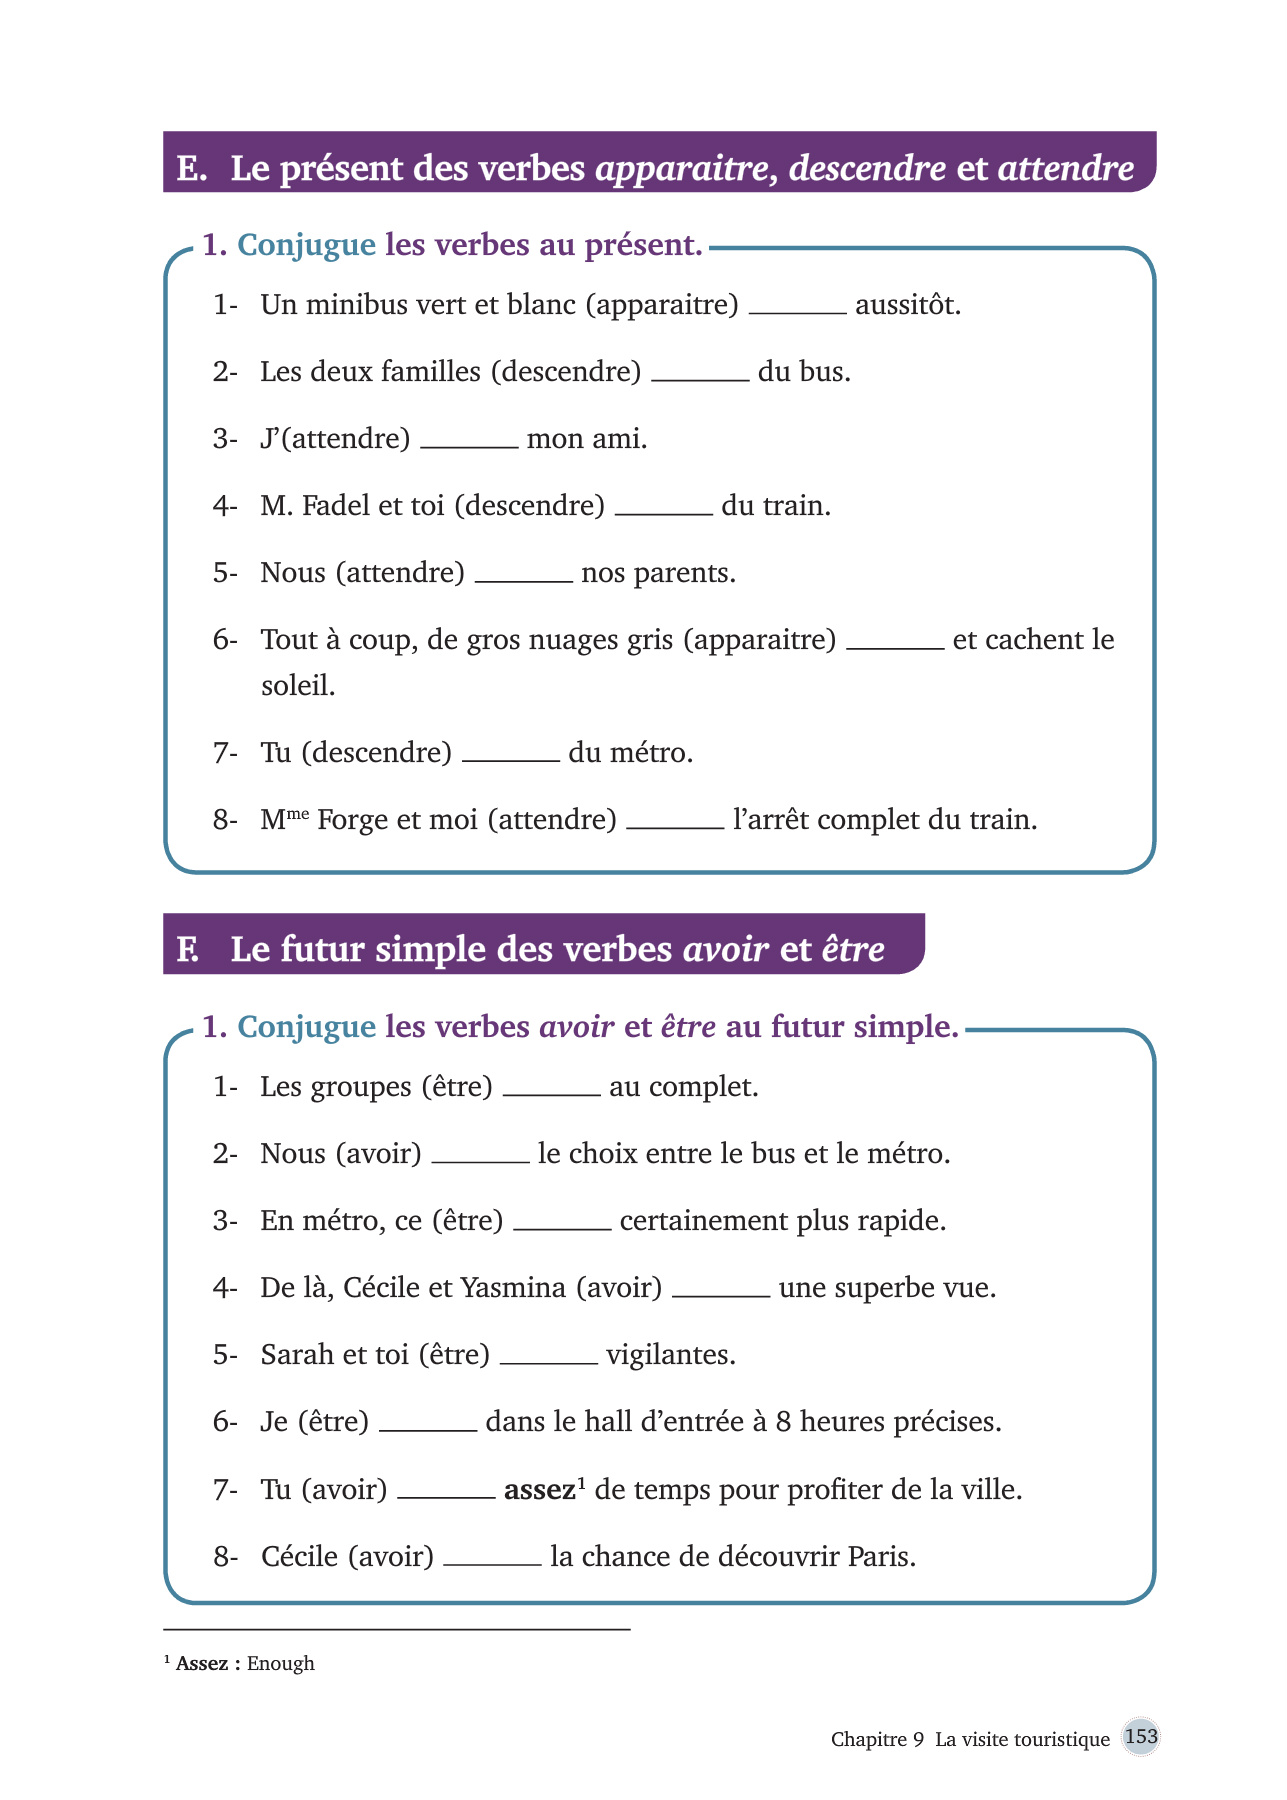 E. Le présent des verbes apparaitre, descendre et attendre
1. Conjugue les verbes au présent.
1- Un minibus vert et blanc (apparaitre) _______ aussitôt.
2- Les deux familles (descendre) _______ du bus.
3- J’(attendre) _______ mon ami.
4- M. Fadel et toi (descendre) _______ du train.
5- Nous (attendre) _______ nos parents.
6- Tout à coup, de gros nuages gris (apparaitre) _______ et cachent le
soleil.
7- Tu (descendre) _______ du métro.
8- Mme Forge et moi (attendre) _______ l’arrêt complet du train.
F. Le futur simple des verbes avoir et être
1. Conjugue les verbes avoir et être au futur simple.
1- Les groupes (être) _______ au complet.
2- Nous (avoir) _______ le choix entre le bus et le métro.
3- En métro, ce (être) _______ certainement plus rapide.
4- De là, Cécile et Yasmina (avoir) _______ une superbe vue.
5- Sarah et toi (être) _______ vigilantes.
6- Je (être) _______ dans le hall d’entrée à 8 heures précises.
7- Tu (avoir) _______ assez¹ de temps pour profiter de la ville.
8- Cécile (avoir) _______ la chance de découvrir Paris.
¹ Assez : Enough
Chapitre 9 La visite touristique 153